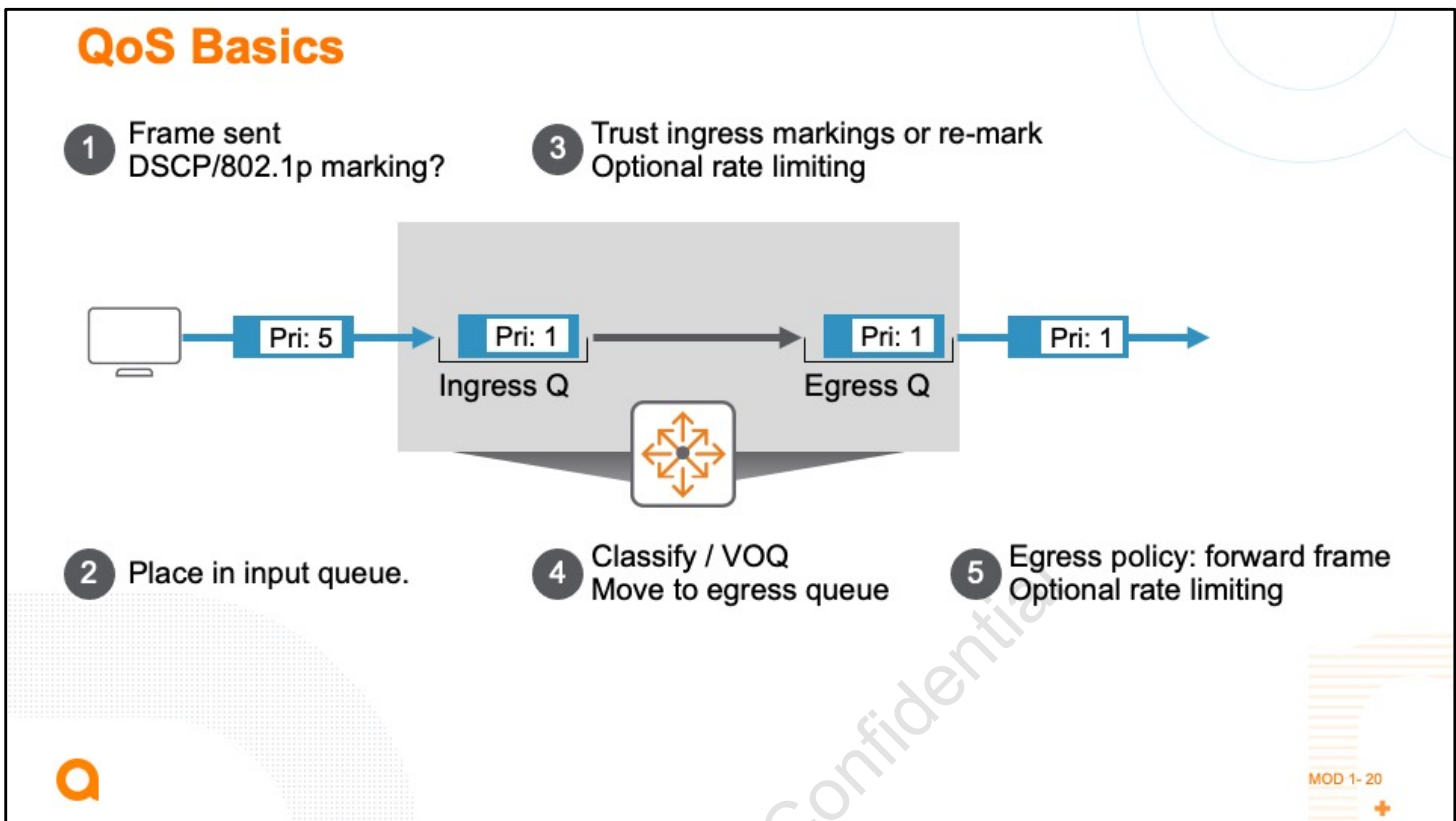 QoS Basics
1 Frame sent
DSCP/802.1p marking?
3 Trust ingress markings or re-mark
Optional rate limiting
Pri: 5
Pri: 1
Pri: 1
Pri: 1
Ingress Q
Egress Q
2 Place in input queue.
4 Classify / VOQ
Move to egress queue
5 Egress policy: forward frame
Optional rate limiting
Confidential
MOD 1- 20